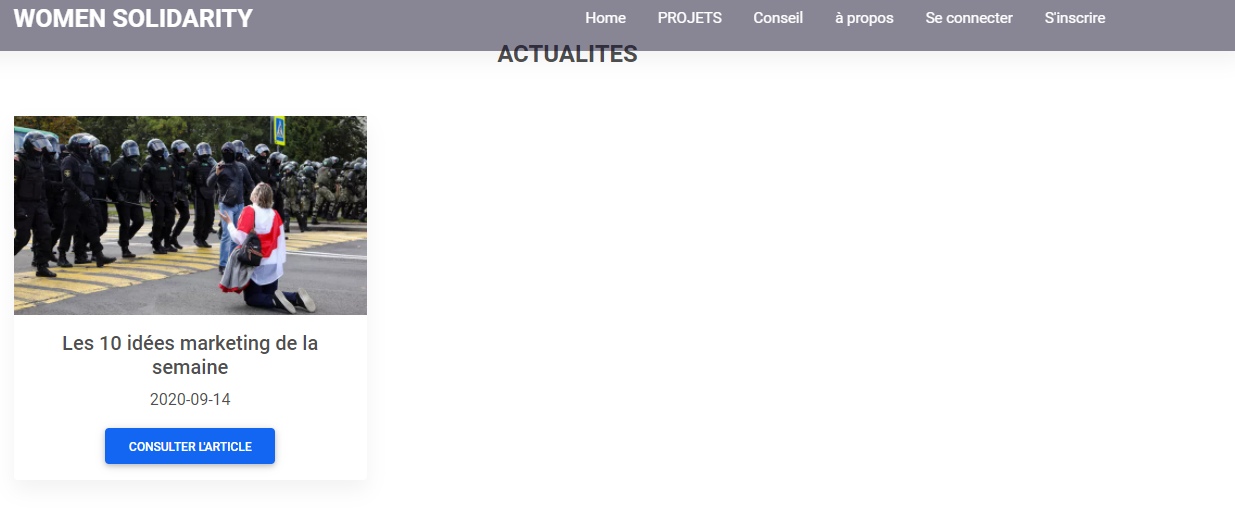 WOMEN SOLIDARITY
Home PROJETS Conseil à propos Se connecter S'inscrire
ACTUALITES
Les 10 idées marketing de la
semaine
2020-09-14
CONSULTER L'ARTICLE